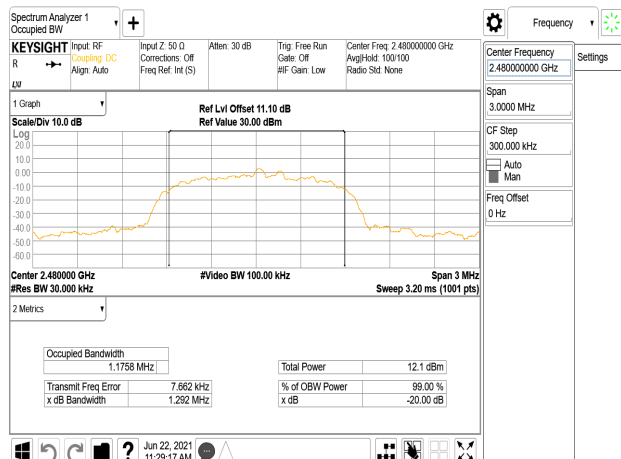 Spectrum Analyzer 1
Occupied BW
Frequency
KEYSIGHT
R
Input: RF
Coupling: DC
Align: Auto
Input Z: 50 Ω
Corrections: Off
Freq Ref: Int (S)
Atten: 30 dB
Trig: Free Run
Gate: Off
#IF Gain: Low
Center Freq: 2.480000000 GHz
Avg|Hold: 100/100
Radio Std: None
Center Frequency
2.480000000 GHz
Settings
Span
3.0000 MHz
CF Step
300.000 kHz
Auto
Man
Freq Offset
0 Hz
1 Graph
Scale/Div 10.0 dB
Ref Lvl Offset 11.10 dB
Ref Value 30.00 dBm
Log
20.0
10.0
0.00
-10.0
-20.0
-30.0
-40.0
-50.0
-60.0
Center 2.480000 GHz
#Res BW 30.000 kHz
#Video BW 100.00 kHz
Span 3 MHz
Sweep 3.20 ms (1001 pts)
2 Metrics
Occupied Bandwidth
1.1758 MHz
Total Power 12.1 dBm
Transmit Freq Error 7.662 kHz
% of OBW Power 99.00 %
x dB Bandwidth 1.292 MHz
x dB -20.00 dB
?
Jun 22, 2021
11:29:17 AM